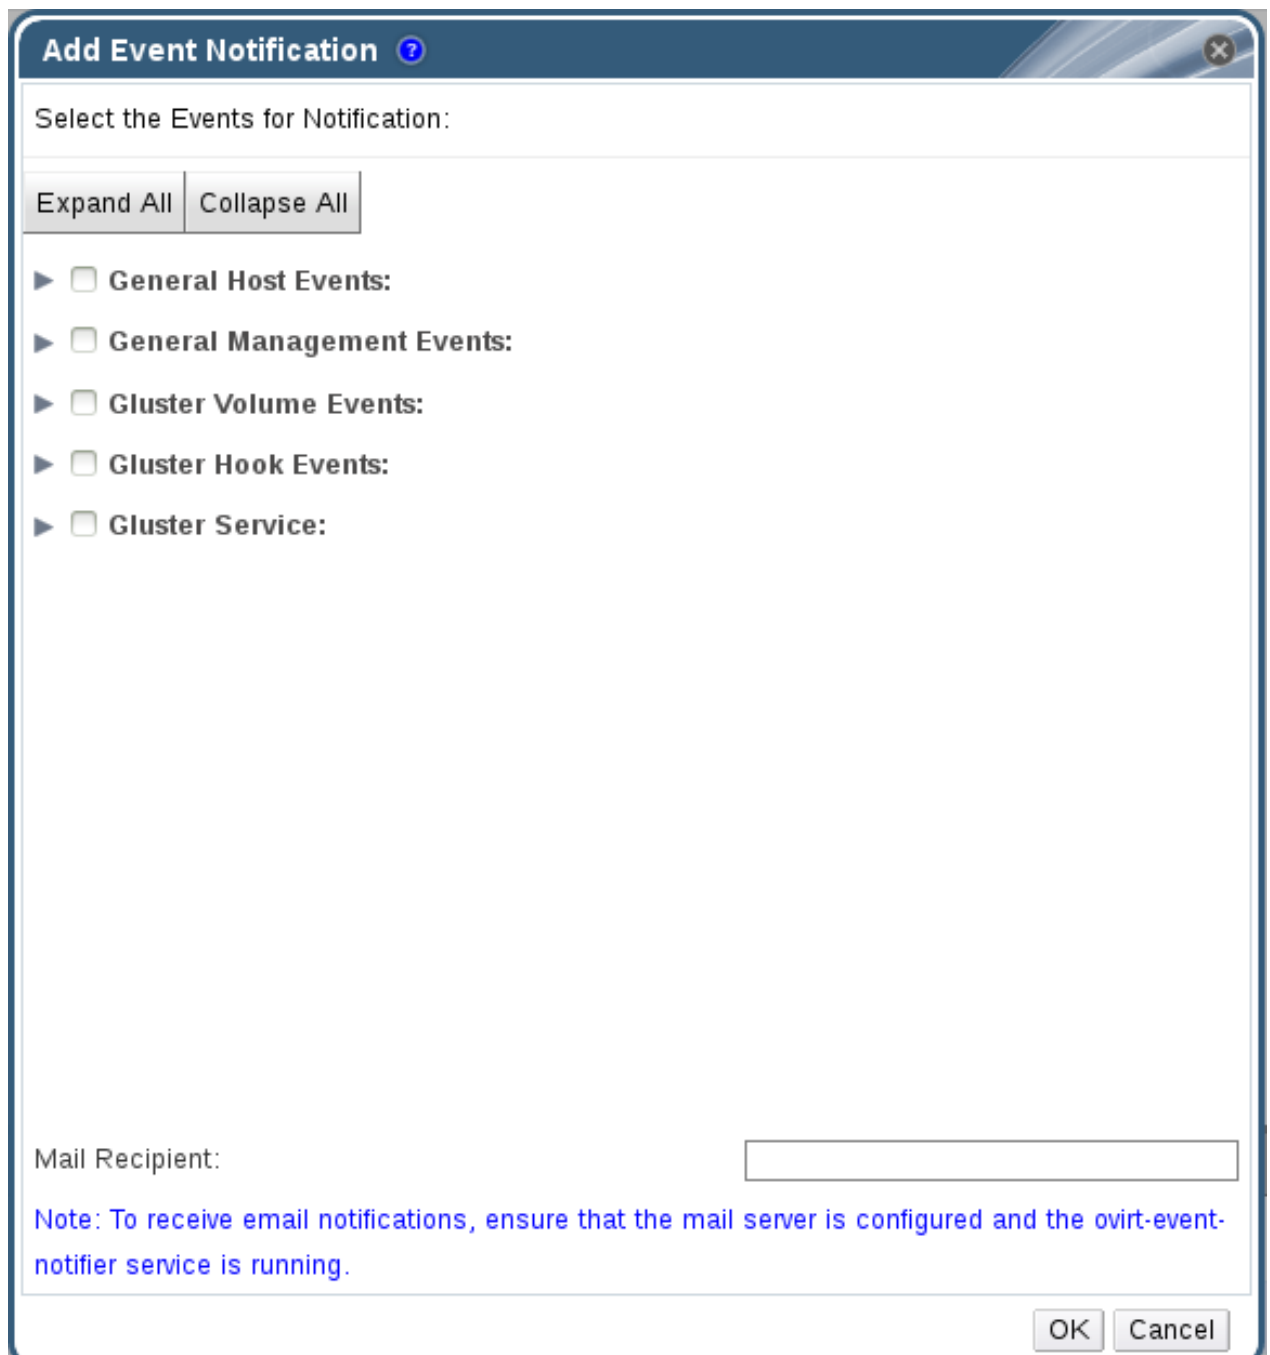 Add Event Notification ?
Select the Events for Notification:
Expand All Collapse All
General Host Events:
General Management Events:
Gluster Volume Events:
Gluster Hook Events:
Gluster Service:
Mail Recipient:
Note: To receive email notifications, ensure that the mail server is configured and the ovirt-event-
notifier service is running.
OK Cancel